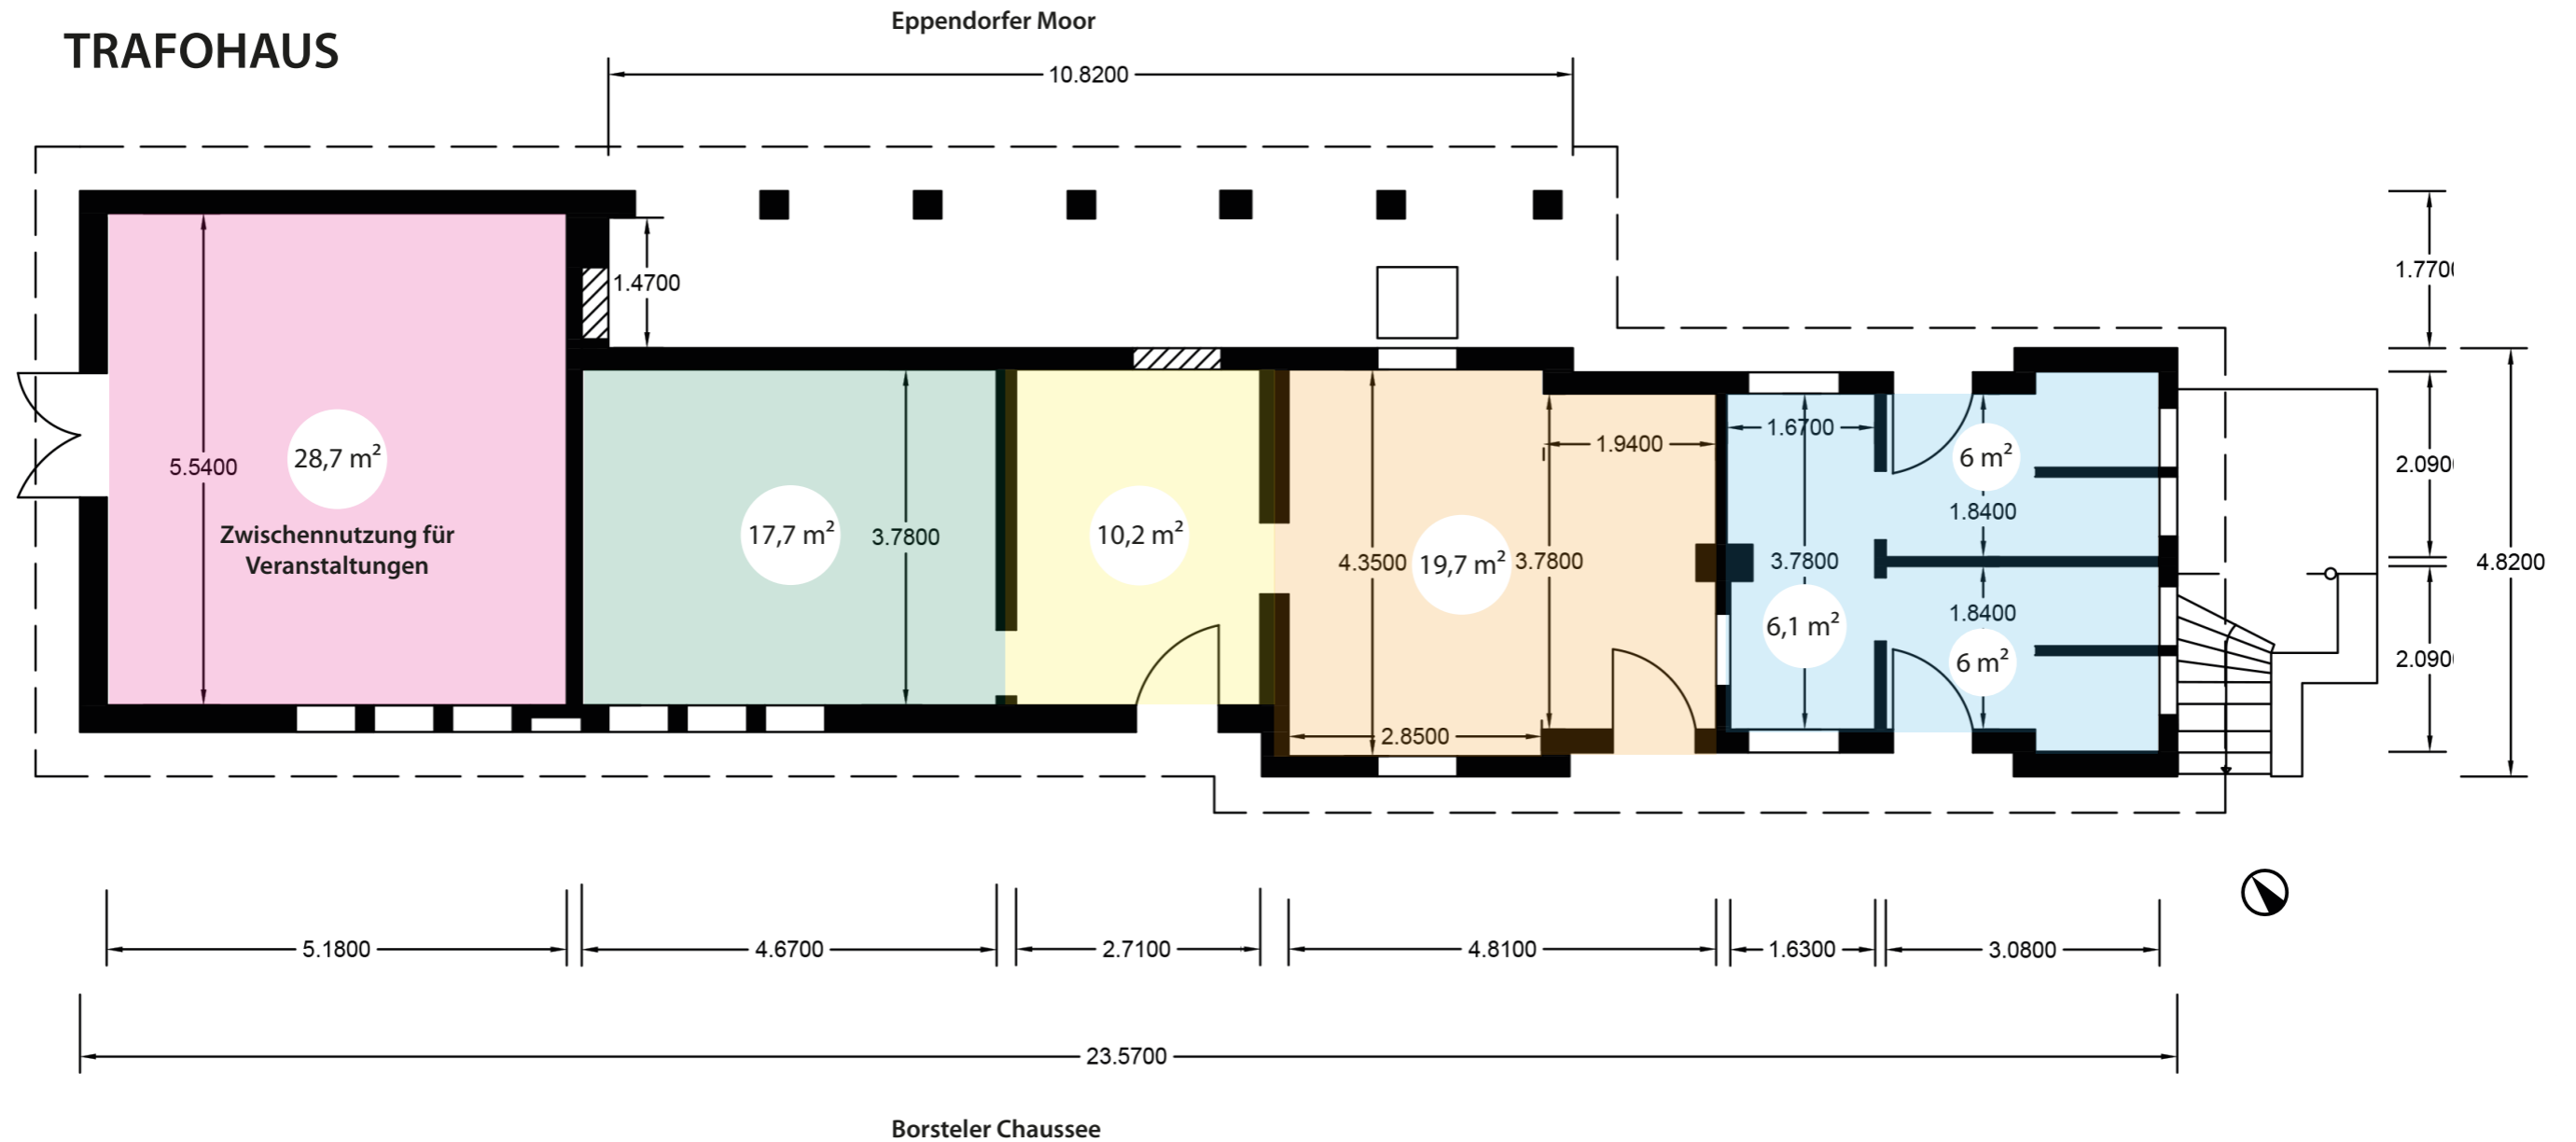 Eppendorfer Moor
TRAFOHAUS
10.8200
1.4700
1.770
1.6700
1.9400
28,7 m²
6 m²
5.5400
2.090
1.8400
Zwischennutzung für
Veranstaltungen
17,7 m²
3.7800
10,2 m²
4.3500
19,7 m²
3.7800
3.7800
4.8200
1.8400
6,1 m²
6 m²
2.090
2.8500
5.1800
4.6700
2.7100
4.8100
1.6300
3.0800
23.5700
Borsteler Chaussee